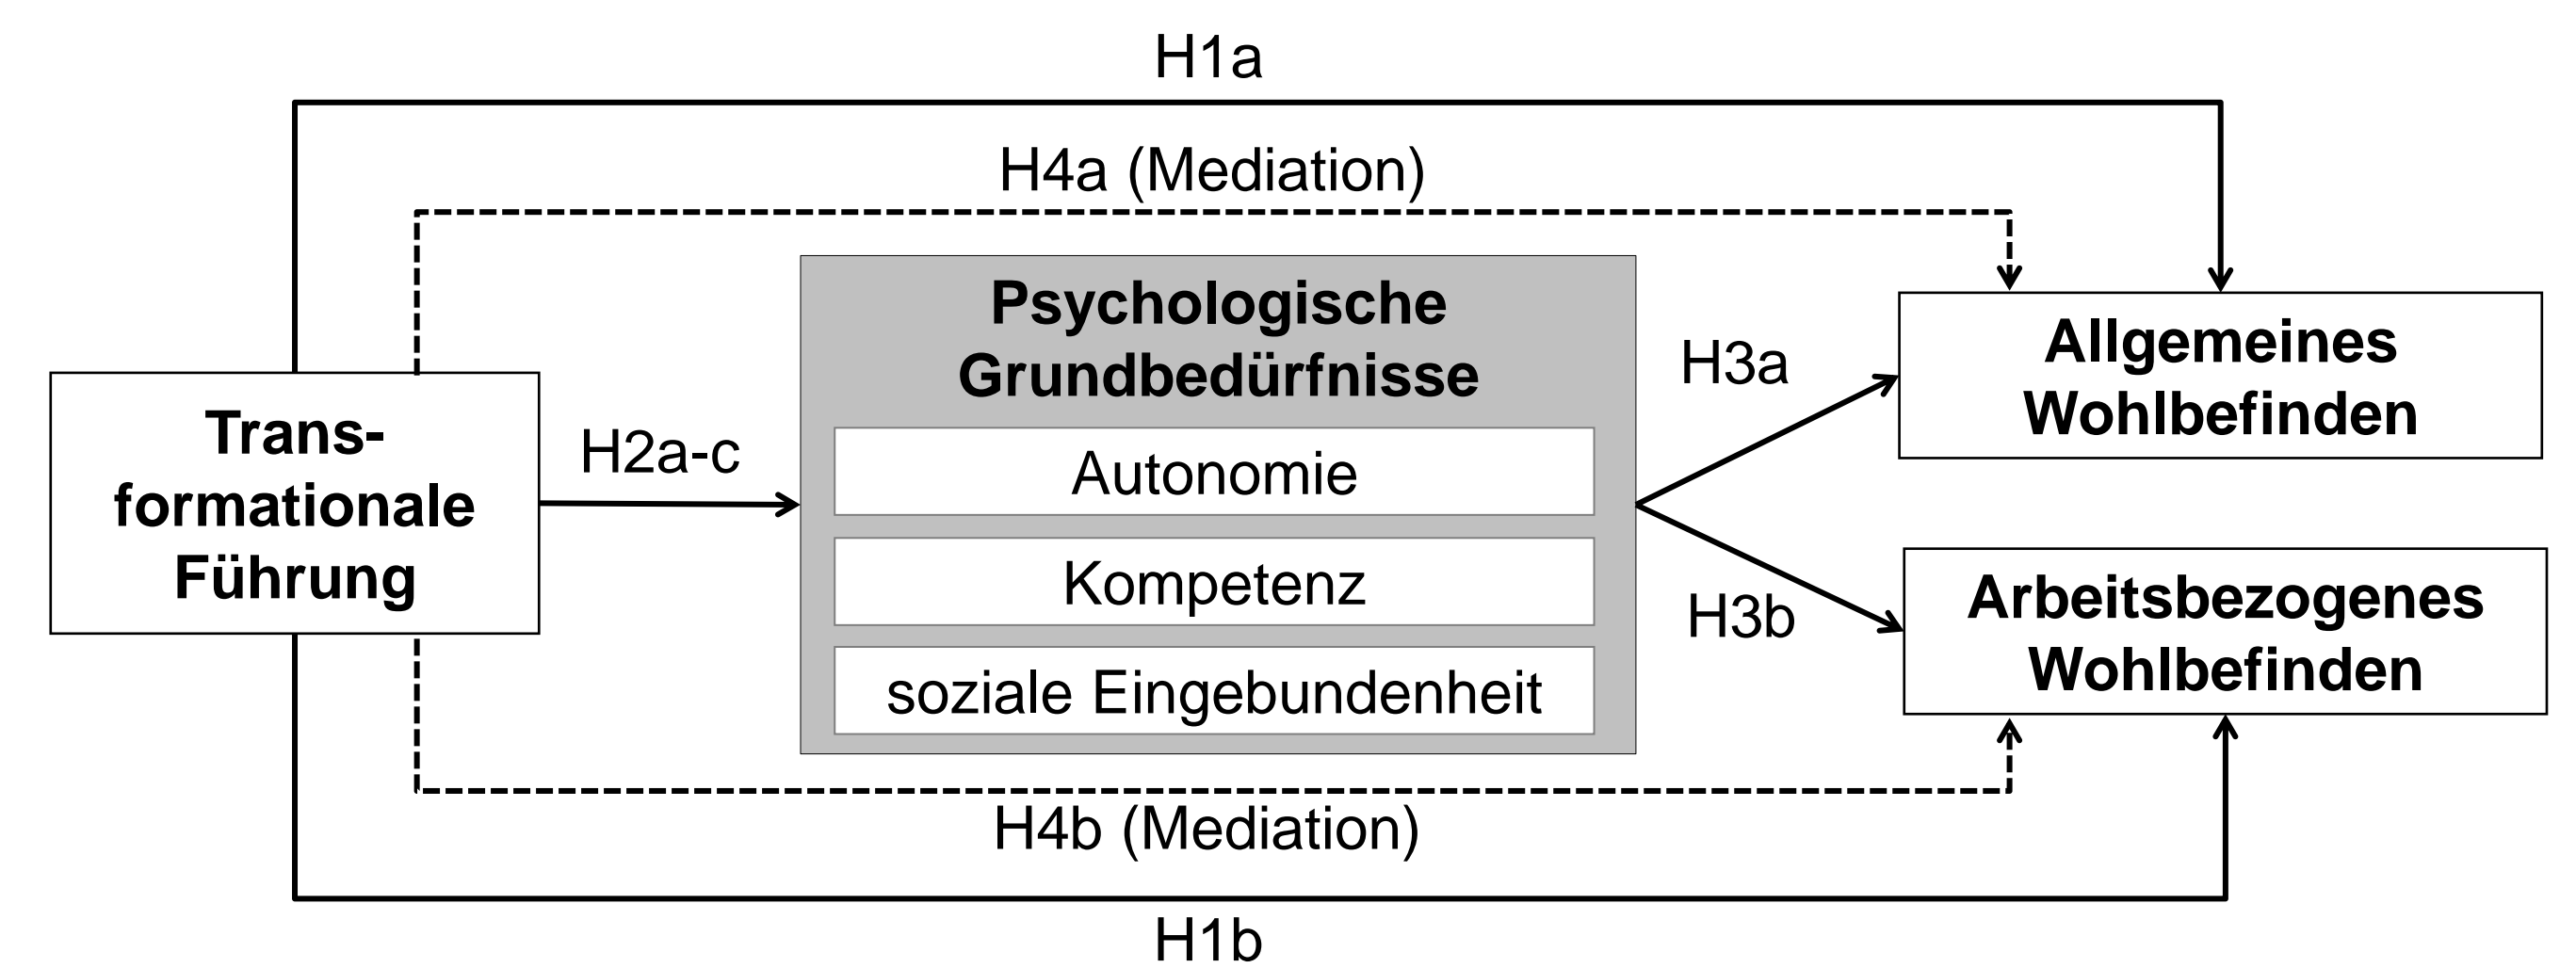 H1a
H4a (Mediation)
Psychologische
Grundbedürfnisse
Autonomie
Kompetenz
soziale Eingebundenheit
Trans-
formationale
Führung
H2a-c
H3a
H3b
Allgemeines
Wohlbefinden
Arbeitsbezogenes
Wohlbefinden
H4b (Mediation)
H1b